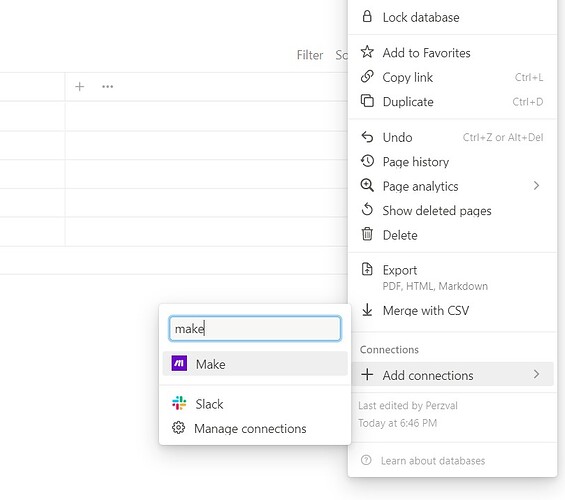 Lock database
Filter So
Add to Favorites
Copy link Ctrl+L
Duplicate Ctrl+D
Undo Ctrl+Z or Alt+Del
Page history
Page analytics
Show deleted pages
Delete
Export
PDF, HTML, Markdown
Merge with CSV
make
Make
Slack
Manage connections
Connections
Add connections
Last edited by Perzval
Today at 6:46 PM
Learn about databases